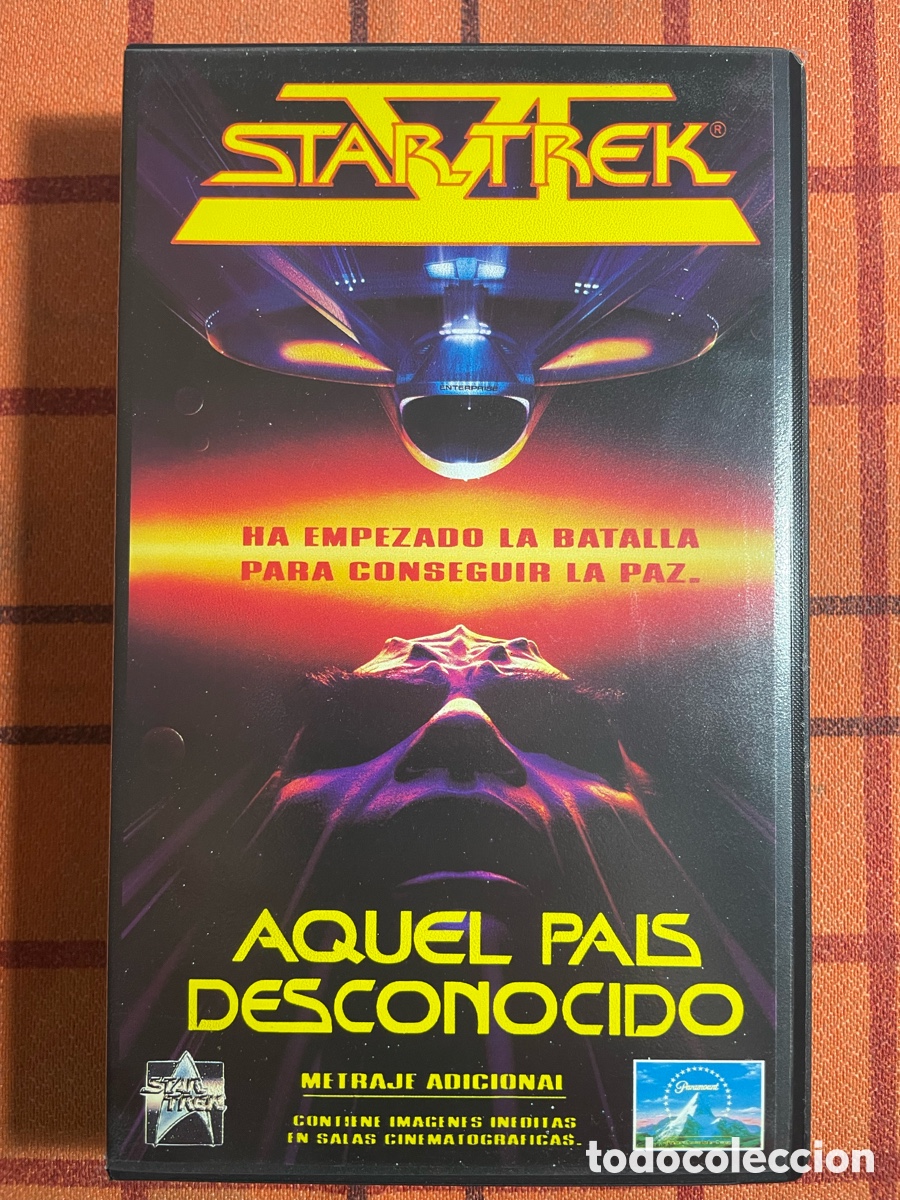 STAR TREK®
VI
ENTERPRISE
HA EMPEZADO LA BATALLA
PARA CONSEGUIR LA PAZ.
AQUEL PAIS
DESCONOCIDO
STAR
TREK
METRAJE ADICIONAL
CONTIENE IMAGENES INEDITAS
EN SALAS CINEMATOGRAFICAS.
Paramount
todocoleccion